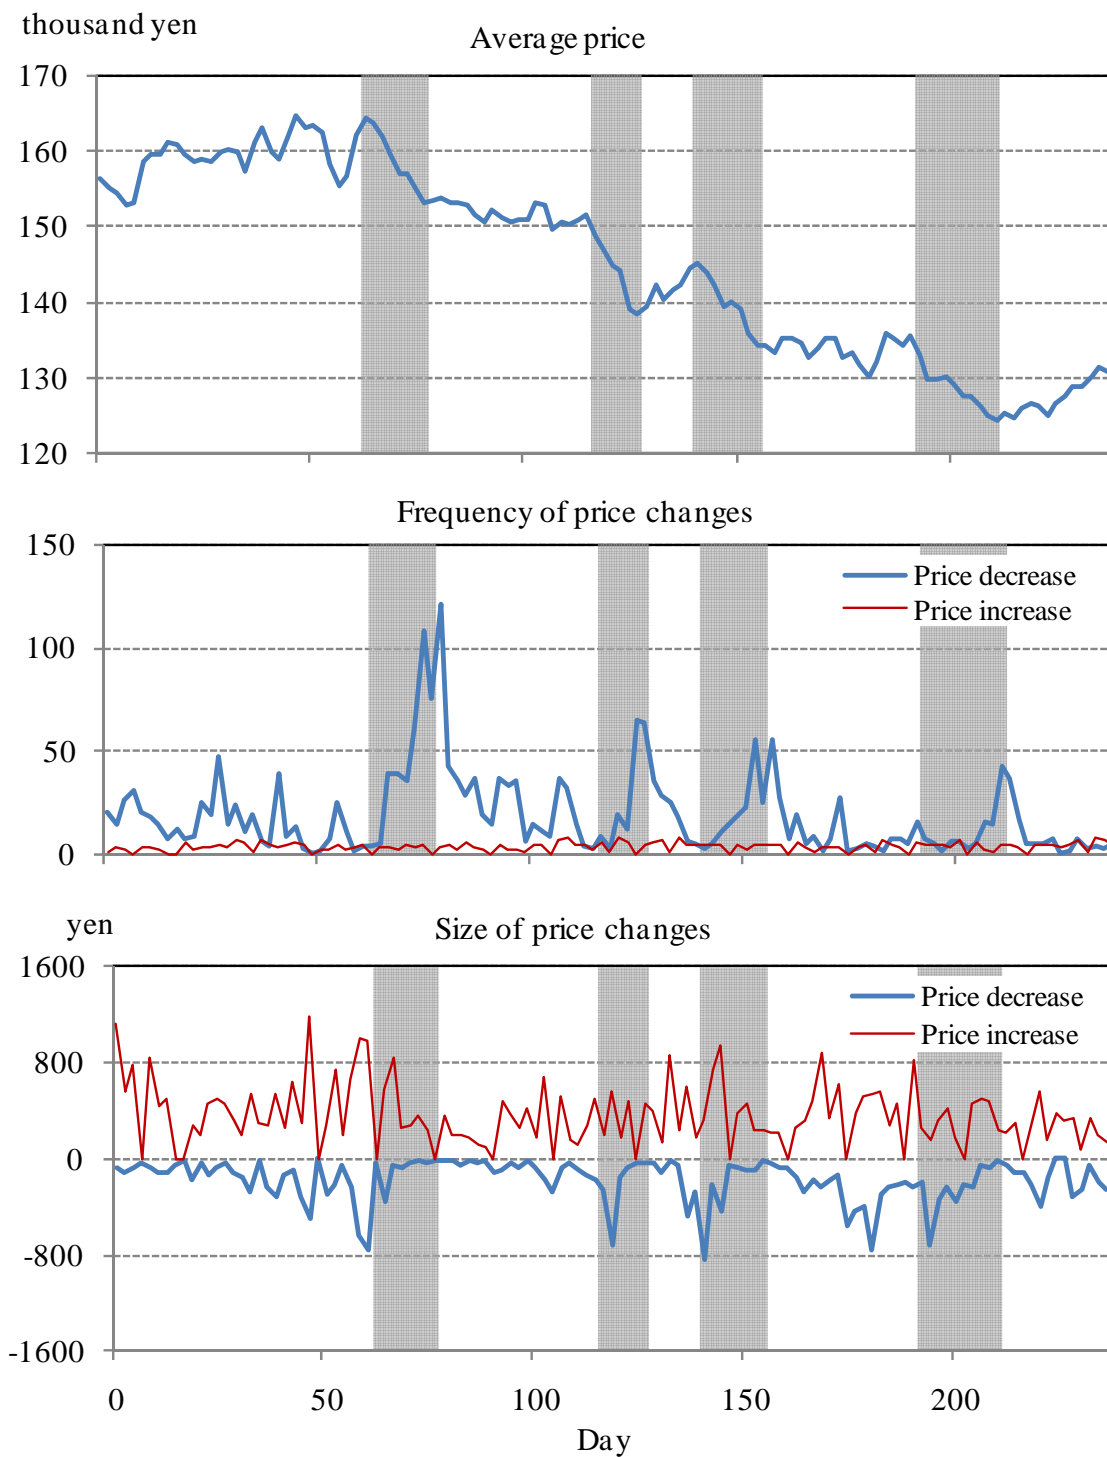 thousand yen
Average price
170
160
150
140
130
120
Frequency of price changes
150
100
50
0
Price decrease
Price increase
yen
Size of price changes
1600
800
0
-800
-1600
Price decrease
Price increase
0 50 100 150 200
Day